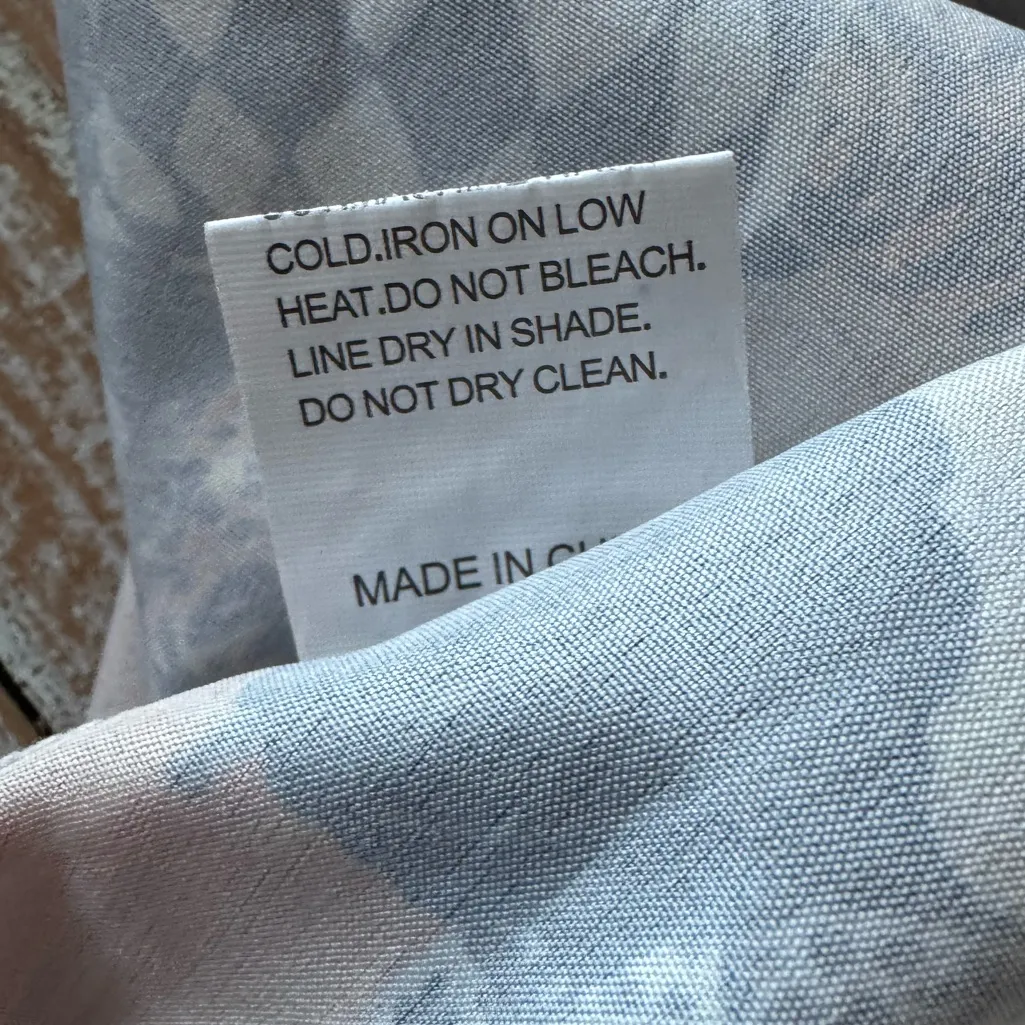 COLD.IRON ON LOW
HEAT.DO NOT BLEACH.
LINE DRY IN SHADE.
DO NOT DRY CLEAN.
MADE IN